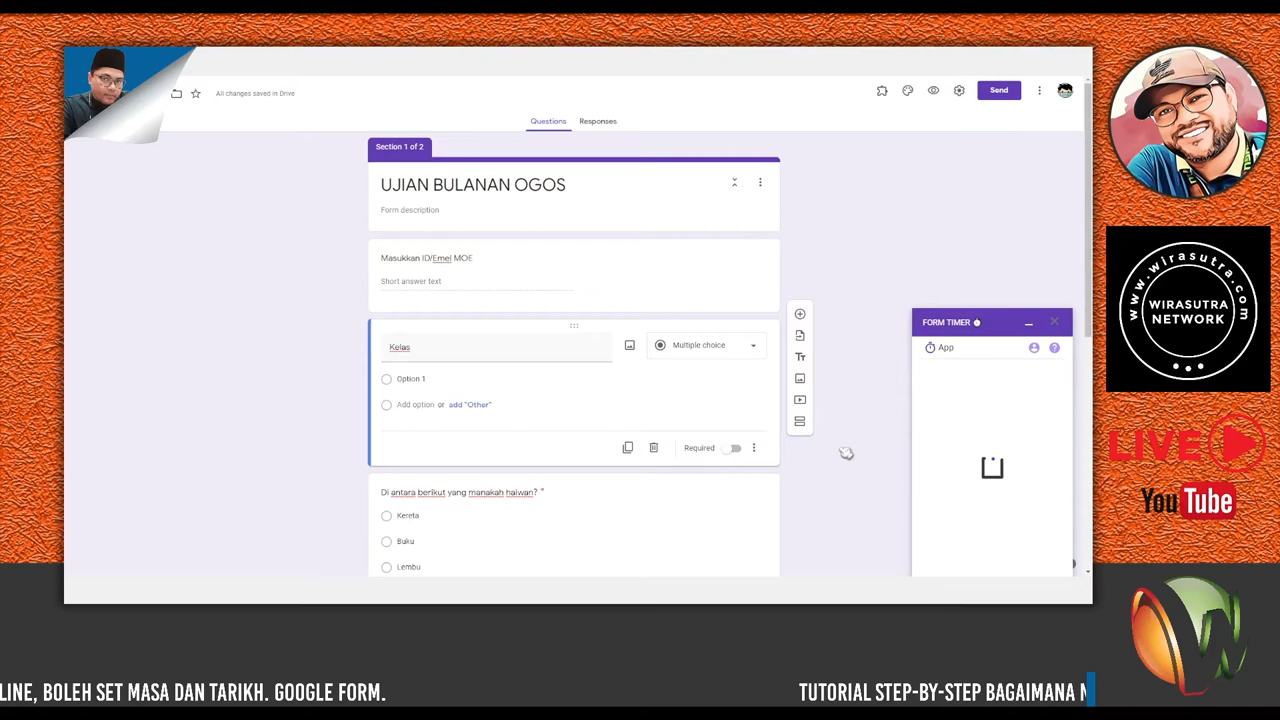 All changes saved in Drive
Send
Questions
Responses
Section 1 of 2
UJIAN BULANAN OGOS
Form description
Masukkan ID/Emel MOE
Short answer text
Kelas
Multiple choice
Option 1
Add option or add "Other"
Required
Di antara berikut yang manakah haiwan? *
Kereta
Buku
Lembu
FORM TIMER
App
www.wirasutra.com
WIRASUTRA
NETWORK
LIVE
YouTube
LINE, BOLEH SET MASA DAN TARIKH. GOOGLE FORM.
TUTORIAL STEP-BY-STEP BAGAIMANA